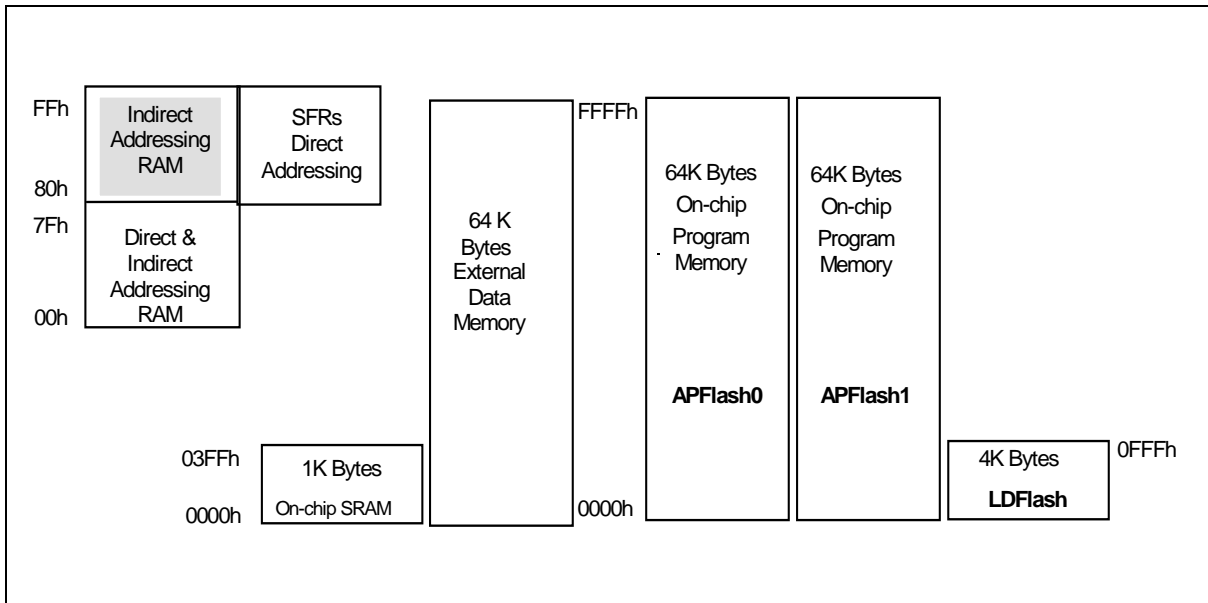 FFh
Indirect
Addressing
RAM
80h
SFRs
Direct
Addressing
7Fh
Direct &
Indirect
Addressing
RAM
00h
03FFh
1K Bytes
On-chip SRAM
0000h
64 K
Bytes
External
Data
Memory
FFFFh
0000h
64K Bytes
On-chip
Program
Memory
APFlash0
64K Bytes
On-chip
Program
Memory
APFlash1
4K Bytes
LDFlash
0FFFh